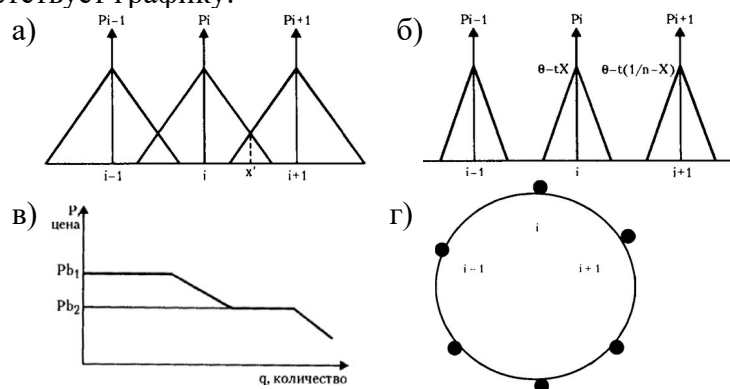 тствует графику:
а)
Pi-1 Pi Pi+1
i-1 i x' i+1
б)
Pi-1 Pi Pi+1
θ-tX θ-t(1/n-X)
i-1 i i+1
в)
P,
цена
Pb₁
Pb₂
q, количество
г)
i
i - 1 i + 1